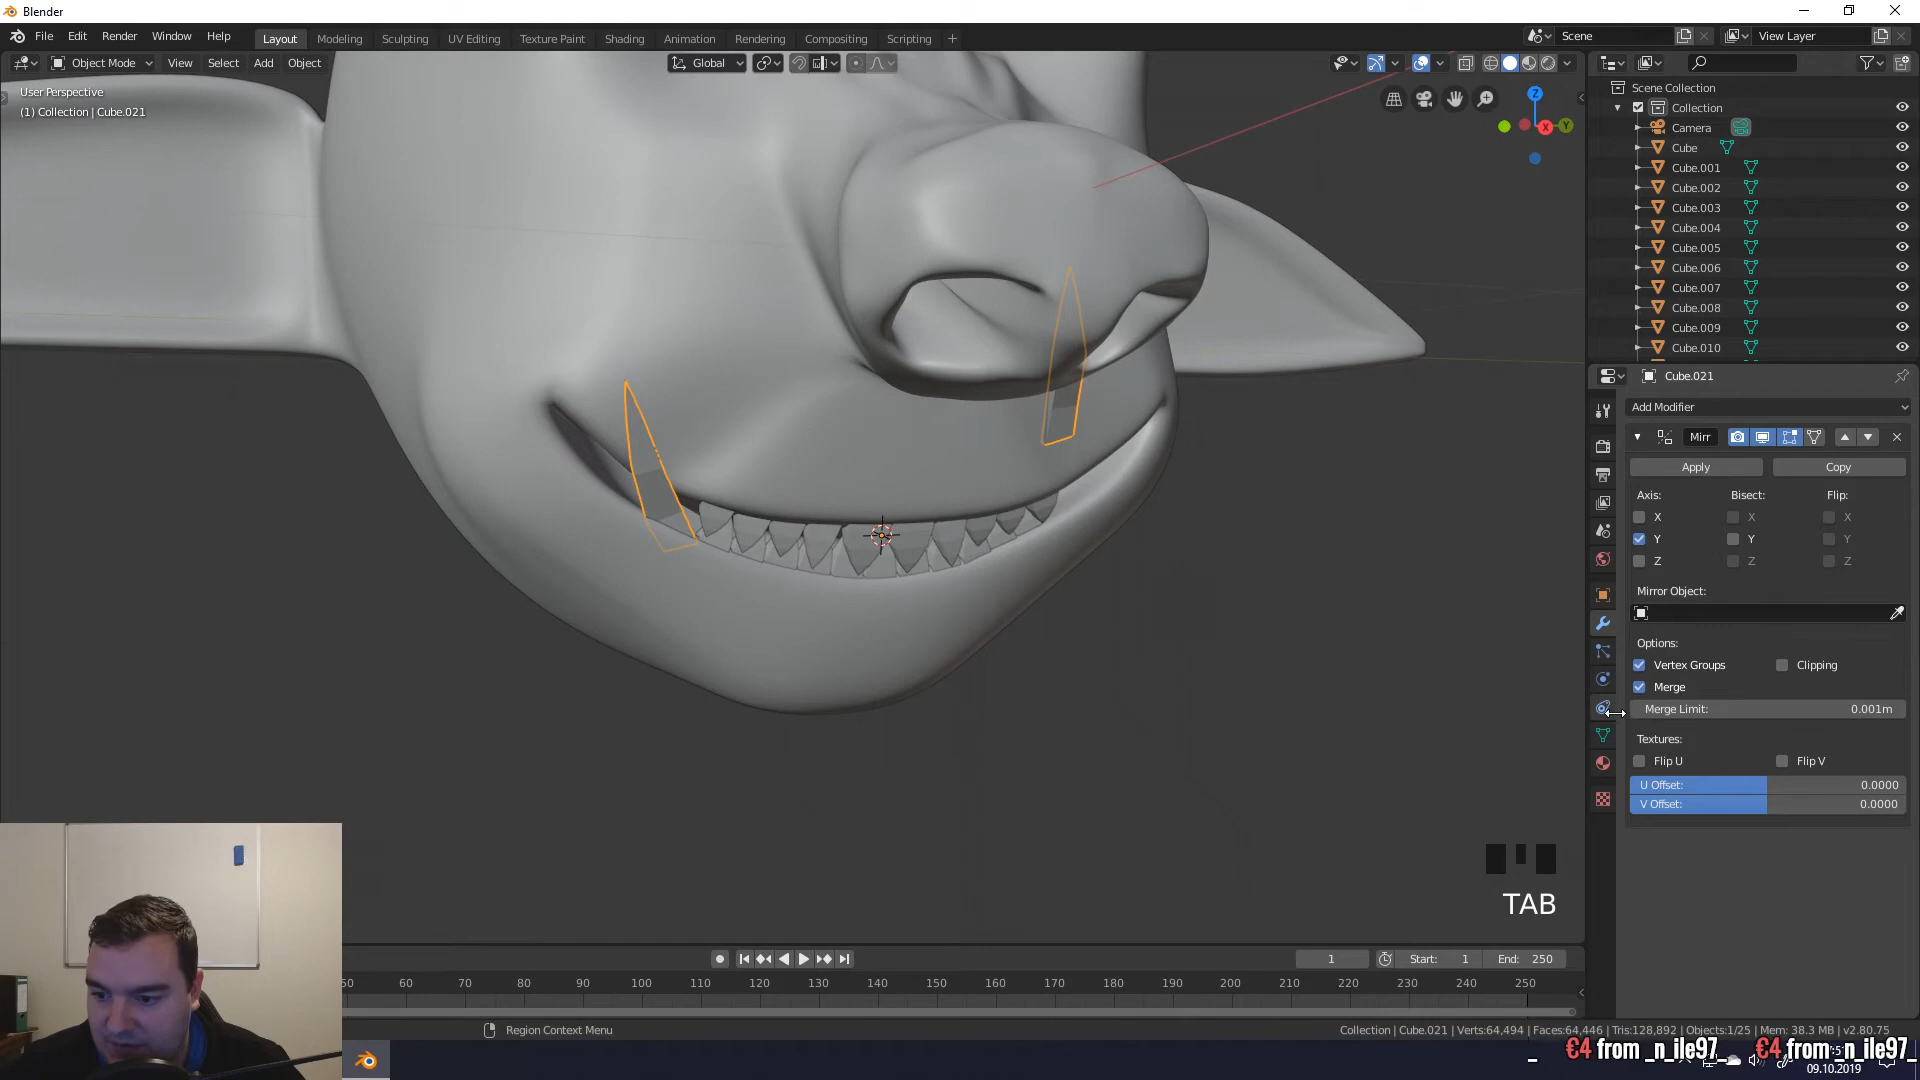 Blender
File Edit Render Window Help
Layout Modeling Sculpting UV Editing Texture Paint Shading Animation Rendering Compositing Scripting +
Scene
View Layer
Object Mode View Select Add Object
Global
User Perspective
(1) Collection | Cube.021
Z
X
Y
Scene Collection
Collection
Camera
Cube
Cube.001
Cube.002
Cube.003
Cube.004
Cube.005
Cube.006
Cube.007
Cube.008
Cube.009
Cube.010
Cube.021
Add Modifier
Mirr
Apply Copy
Axis: Bisect: Flip:
X X X
Y Y Y
Z Z Z
Mirror Object:
Options:
Vertex Groups Clipping
Merge
Merge Limit: 0.001m
Textures:
Flip U Flip V
U Offset: 0.0000
V Offset: 0.0000
TAB
1 Start: 1 End: 250
50 60 70 80 90 100 110 120 130 140 150 160 170 180 190 200 210 220 230 240 250
Region Context Menu
Collection | Cube.021 | Verts:64,494 | Faces:64,446 | Tris:128,892 | Objects:1/25 | Mem: 38.3 MB | v2.80.75
€4 from _n_ile97_ €4 from _n_ile97_
09.10.2019